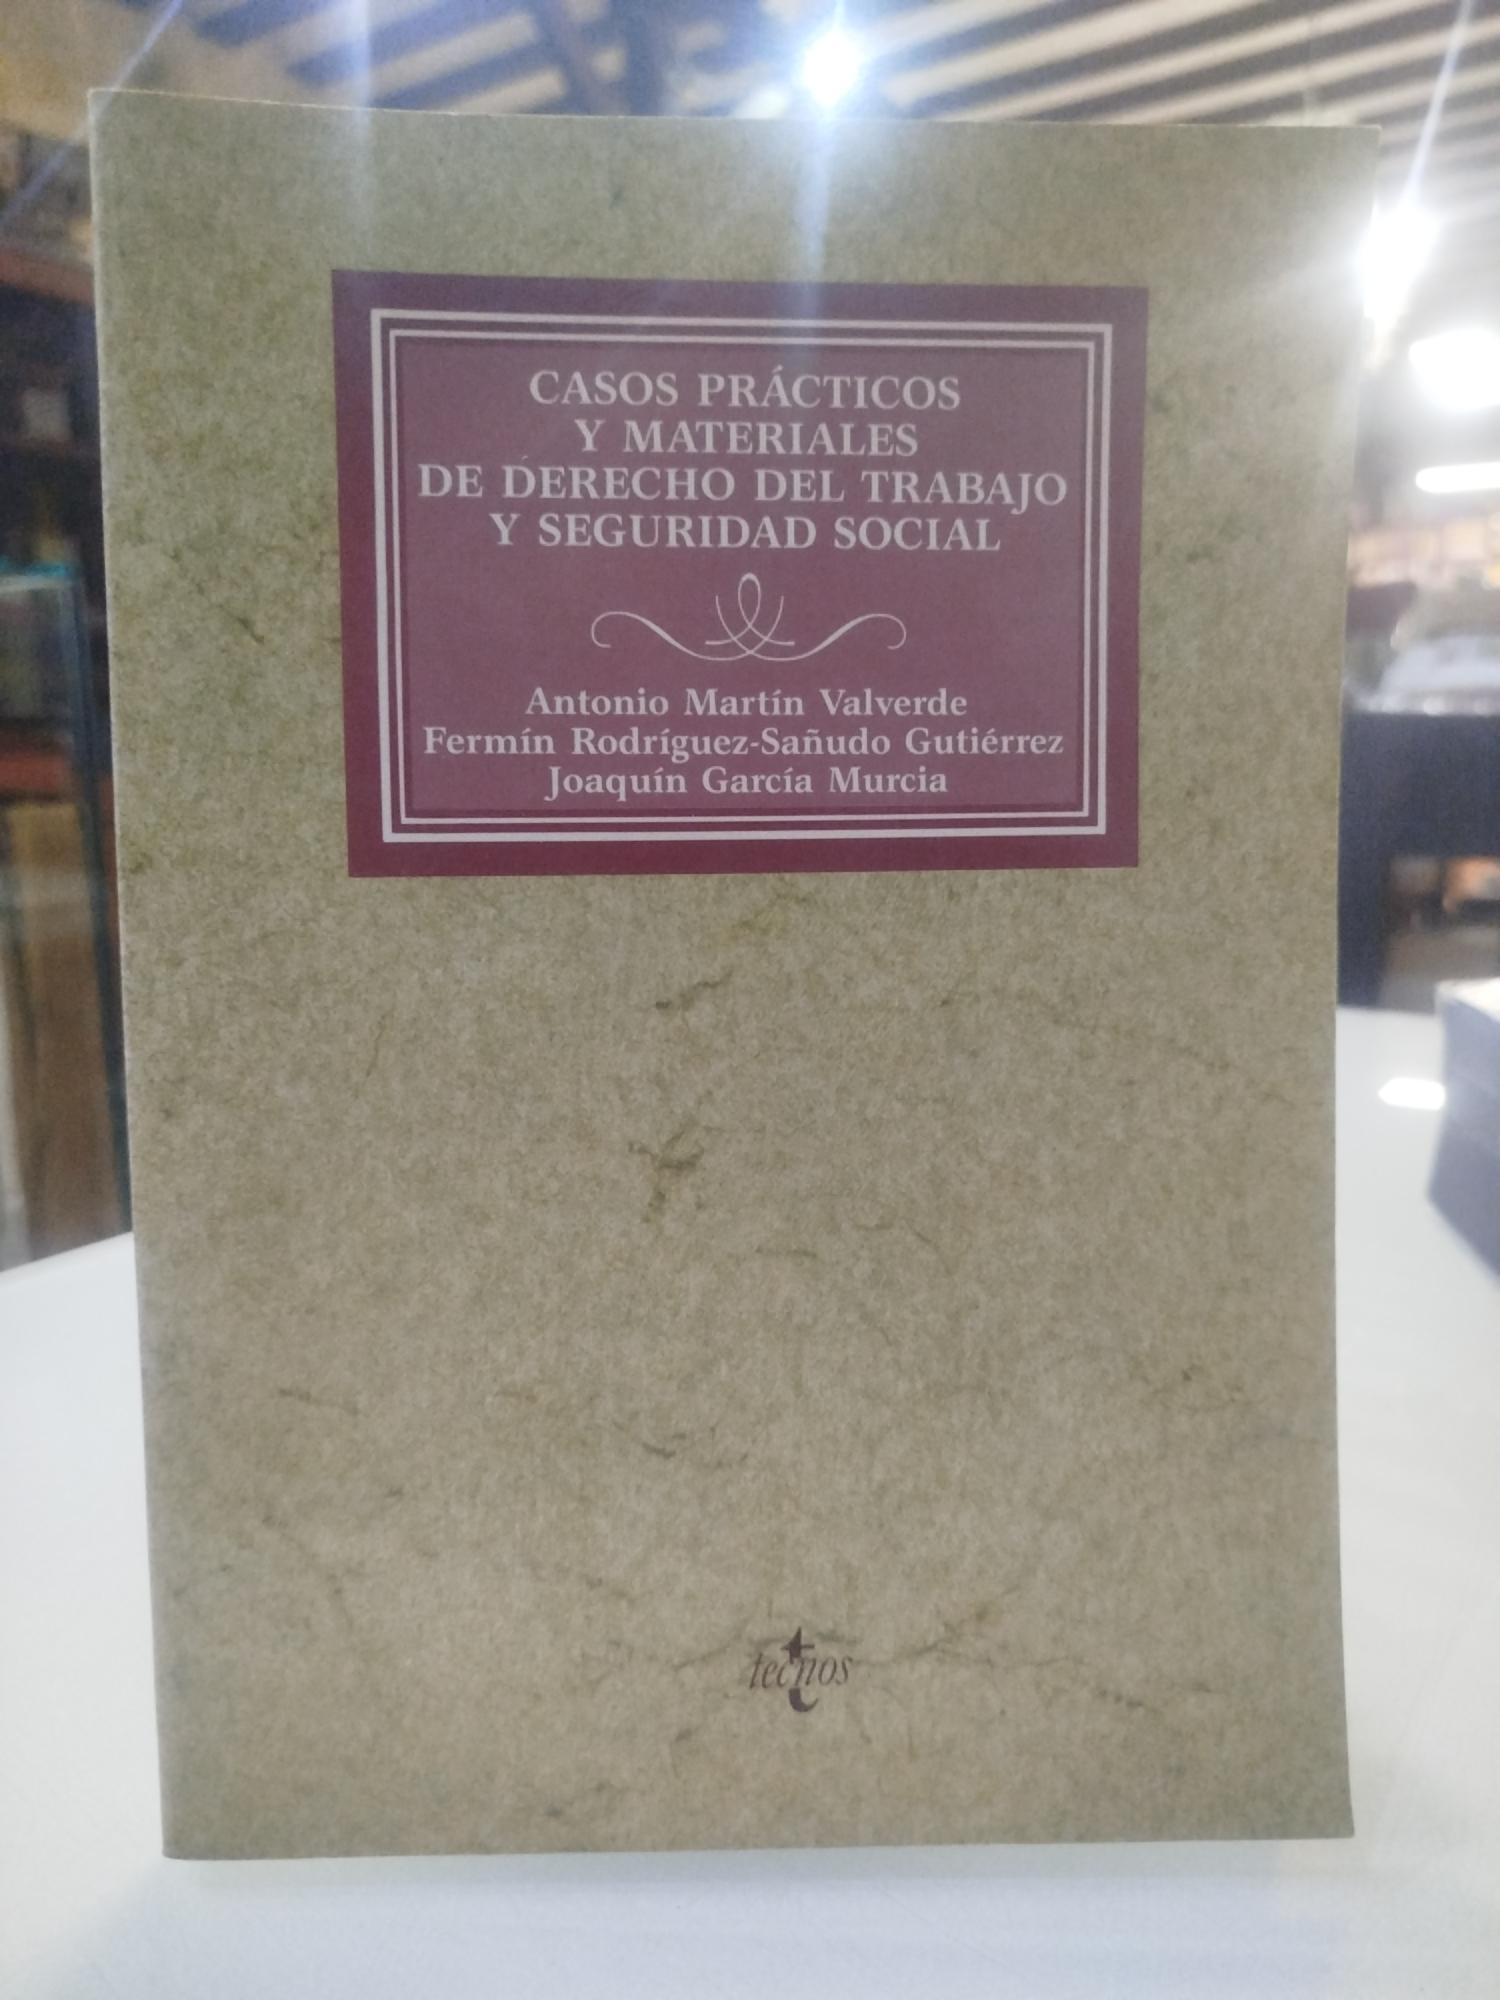 CASOS PRÁCTICOS
Y MATERIALES
DE DERECHO DEL TRABAJO
Y SEGURIDAD SOCIAL
Antonio Martín Valverde
Fermín Rodríguez-Sañudo Gutiérrez
Joaquín García Murcia
tecnos